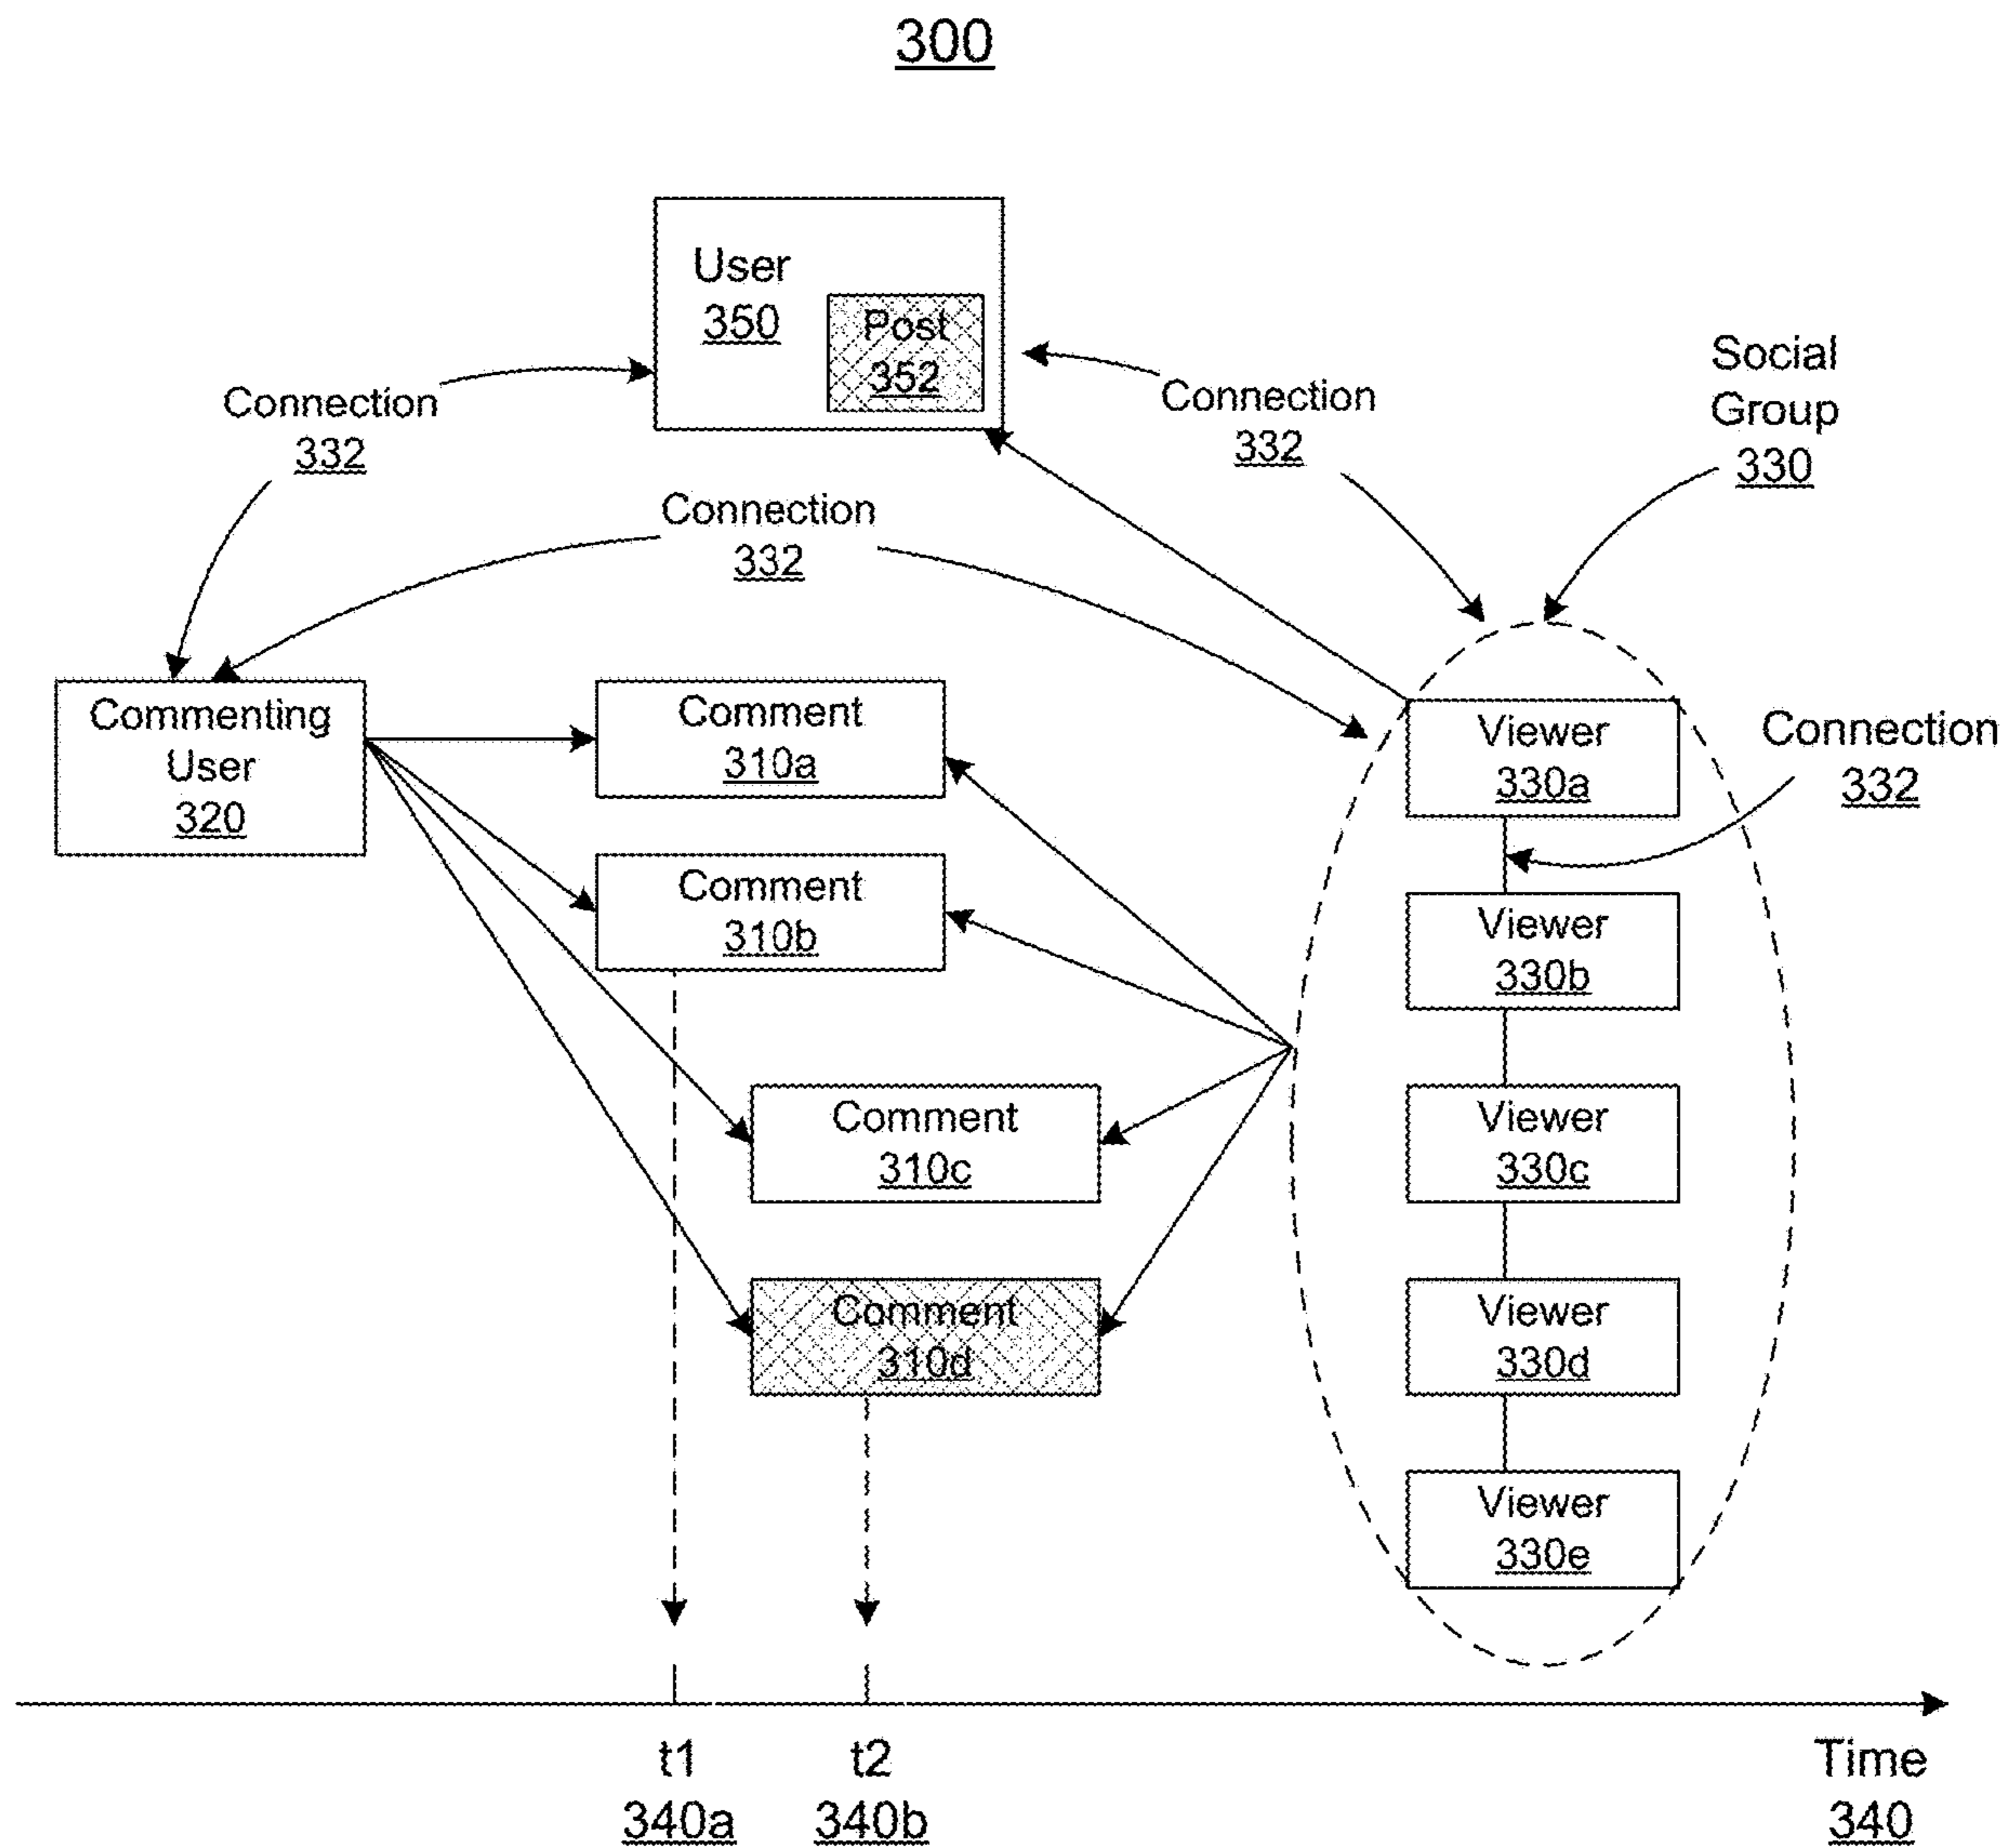 300
User
350
Post
352
Connection
332
Connection
332
Social
Group
330
Connection
332
Commenting
User
320
Comment
310a
Viewer
330a
Connection
332
Comment
310b
Viewer
330b
Comment
310c
Viewer
330c
Comment
310d
Viewer
330d
Viewer
330e
t1
340a
t2
340b
Time
340